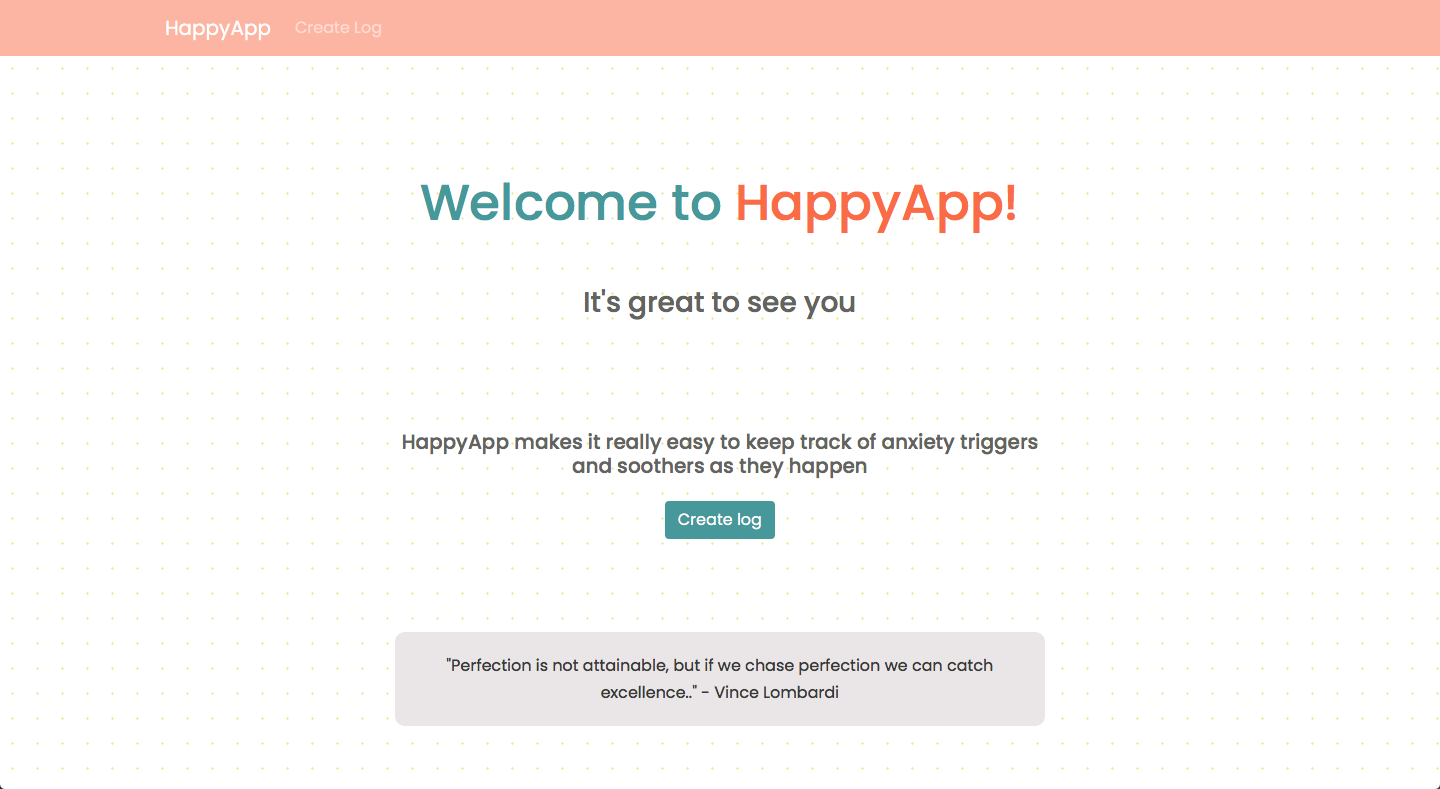 HappyApp Create Log
Welcome to HappyApp!
It's great to see you
HappyApp makes it really easy to keep track of anxiety triggers
and soothers as they happen
Create log
"Perfection is not attainable, but if we chase perfection we can catch
excellence.." - Vince Lombardi